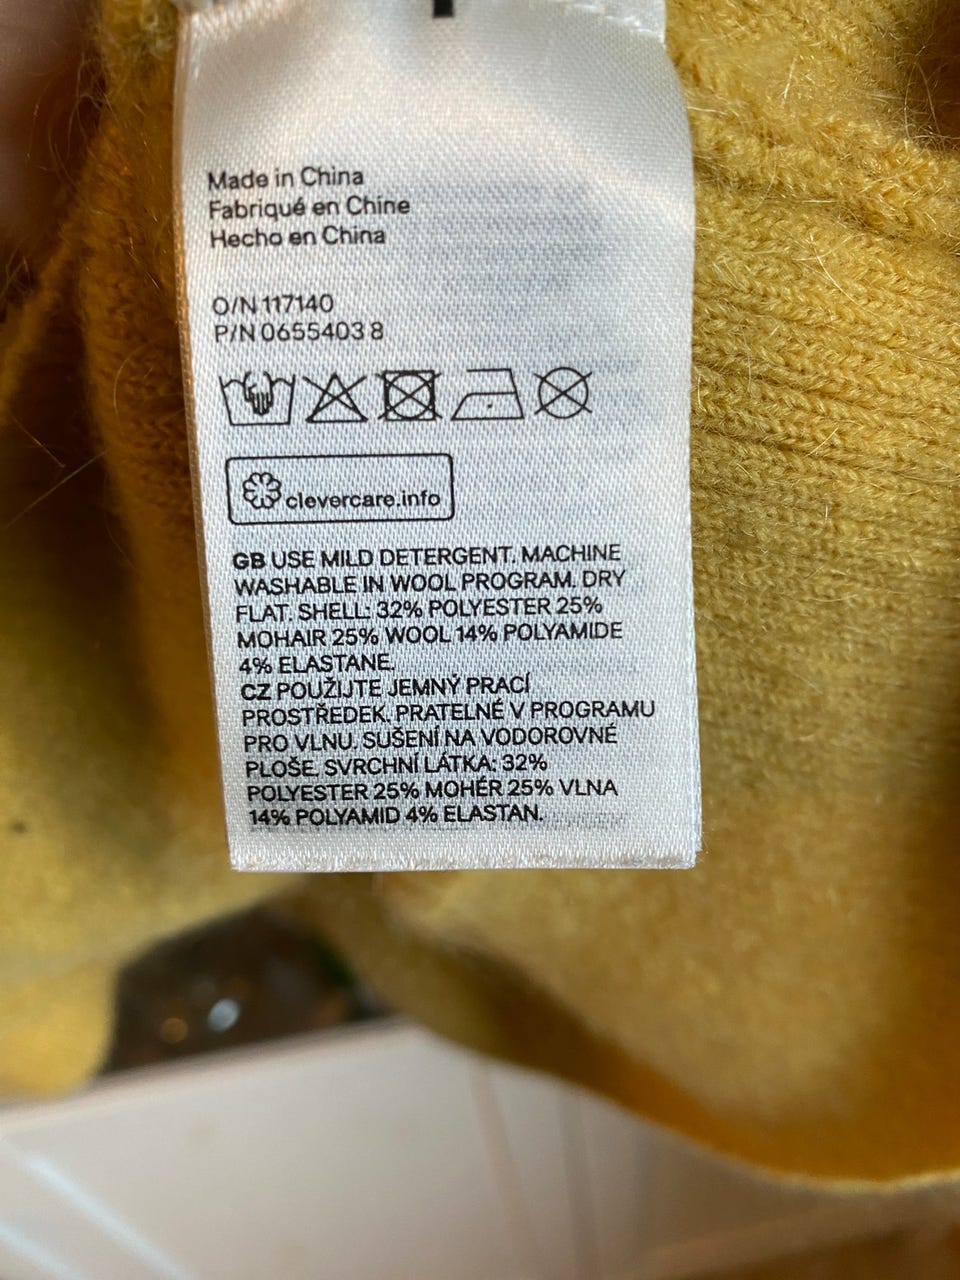 Made in China
Fabriqué en Chine
Hecho en China
O/N 117140
P/N 0655403 8
clevercare.info
GB USE MILD DETERGENT. MACHINE
WASHABLE IN WOOL PROGRAM. DRY
FLAT. SHELL: 32% POLYESTER 25%
MOHAIR 25% WOOL 14% POLYAMIDE
4% ELASTANE.
CZ POUŽIJTE JEMNÝ PRACÍ
PROSTŘEDEK. PRATELNÉ V PROGRAMU
PRO VLNU. SUŠENÍ NA VODOROVNÉ
PLOŠE. SVRCHNÍ LÁTKA: 32%
POLYESTER 25% MOHÉR 25% VLNA
14% POLYAMID 4% ELASTAN.